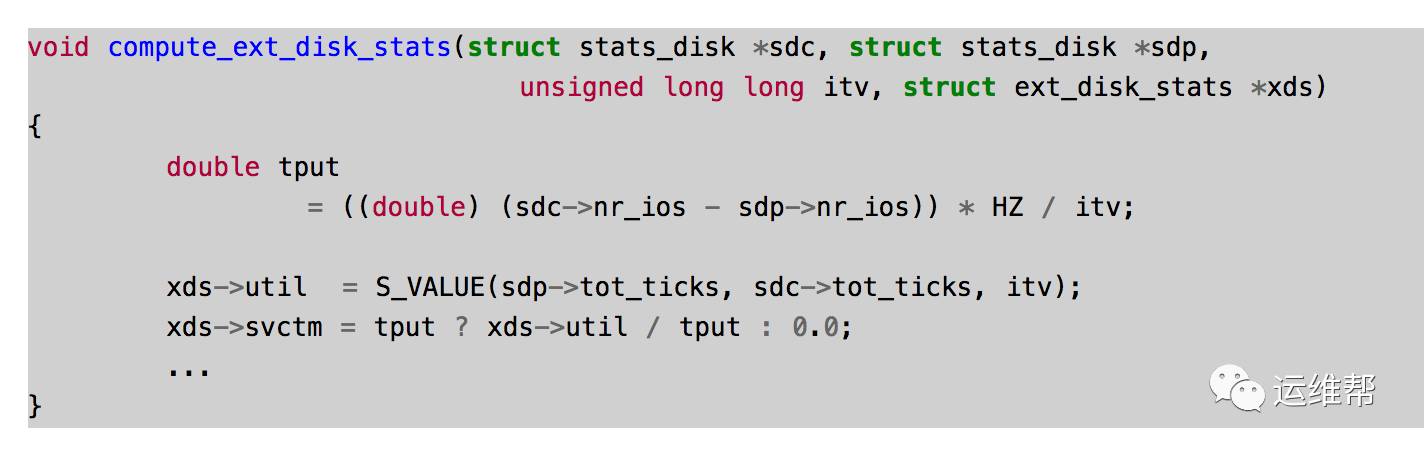 void compute_ext_disk_stats(struct stats_disk *sdc, struct stats_disk *sdp,
unsigned long long itv, struct ext_disk_stats *xds)
{
double tput
= ((double) (sdc->nr_ios - sdp->nr_ios)) * HZ / itv;
xds->util = S_VALUE(sdp->tot_ticks, sdc->tot_ticks, itv);
xds->svctm = tput ? xds->util / tput : 0.0;
...
}
运维帮